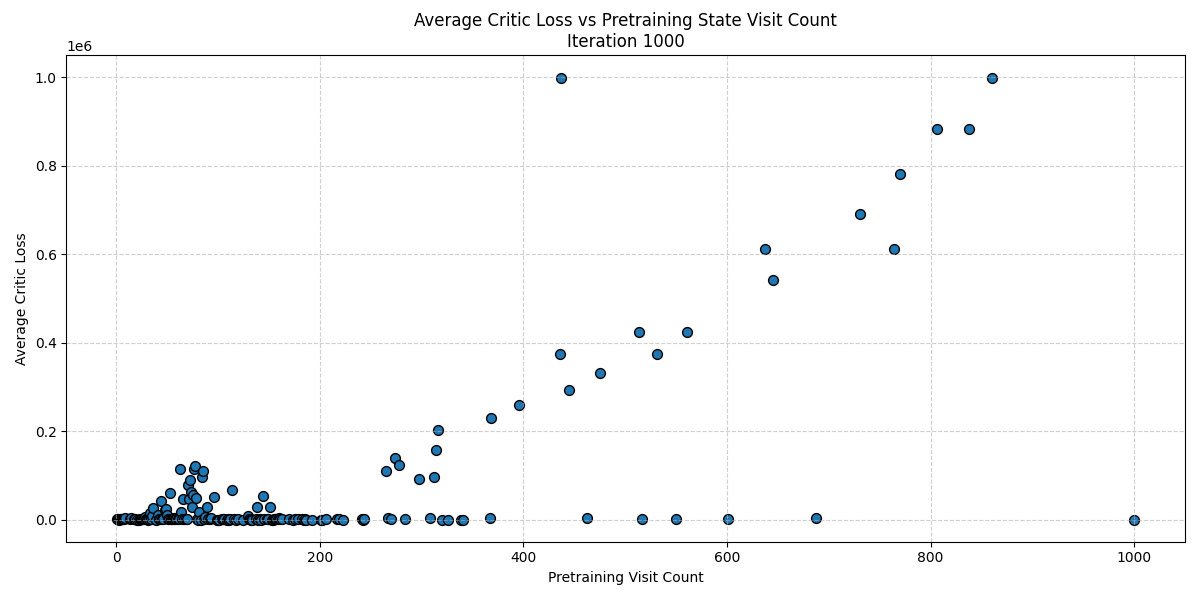 Average Critic Loss vs Pretraining State Visit Count
Iteration 1000
1e6
1.0
0.8
0.6
0.4
0.2
0.0
Average Critic Loss
0 200 400 600 800 1000
Pretraining Visit Count